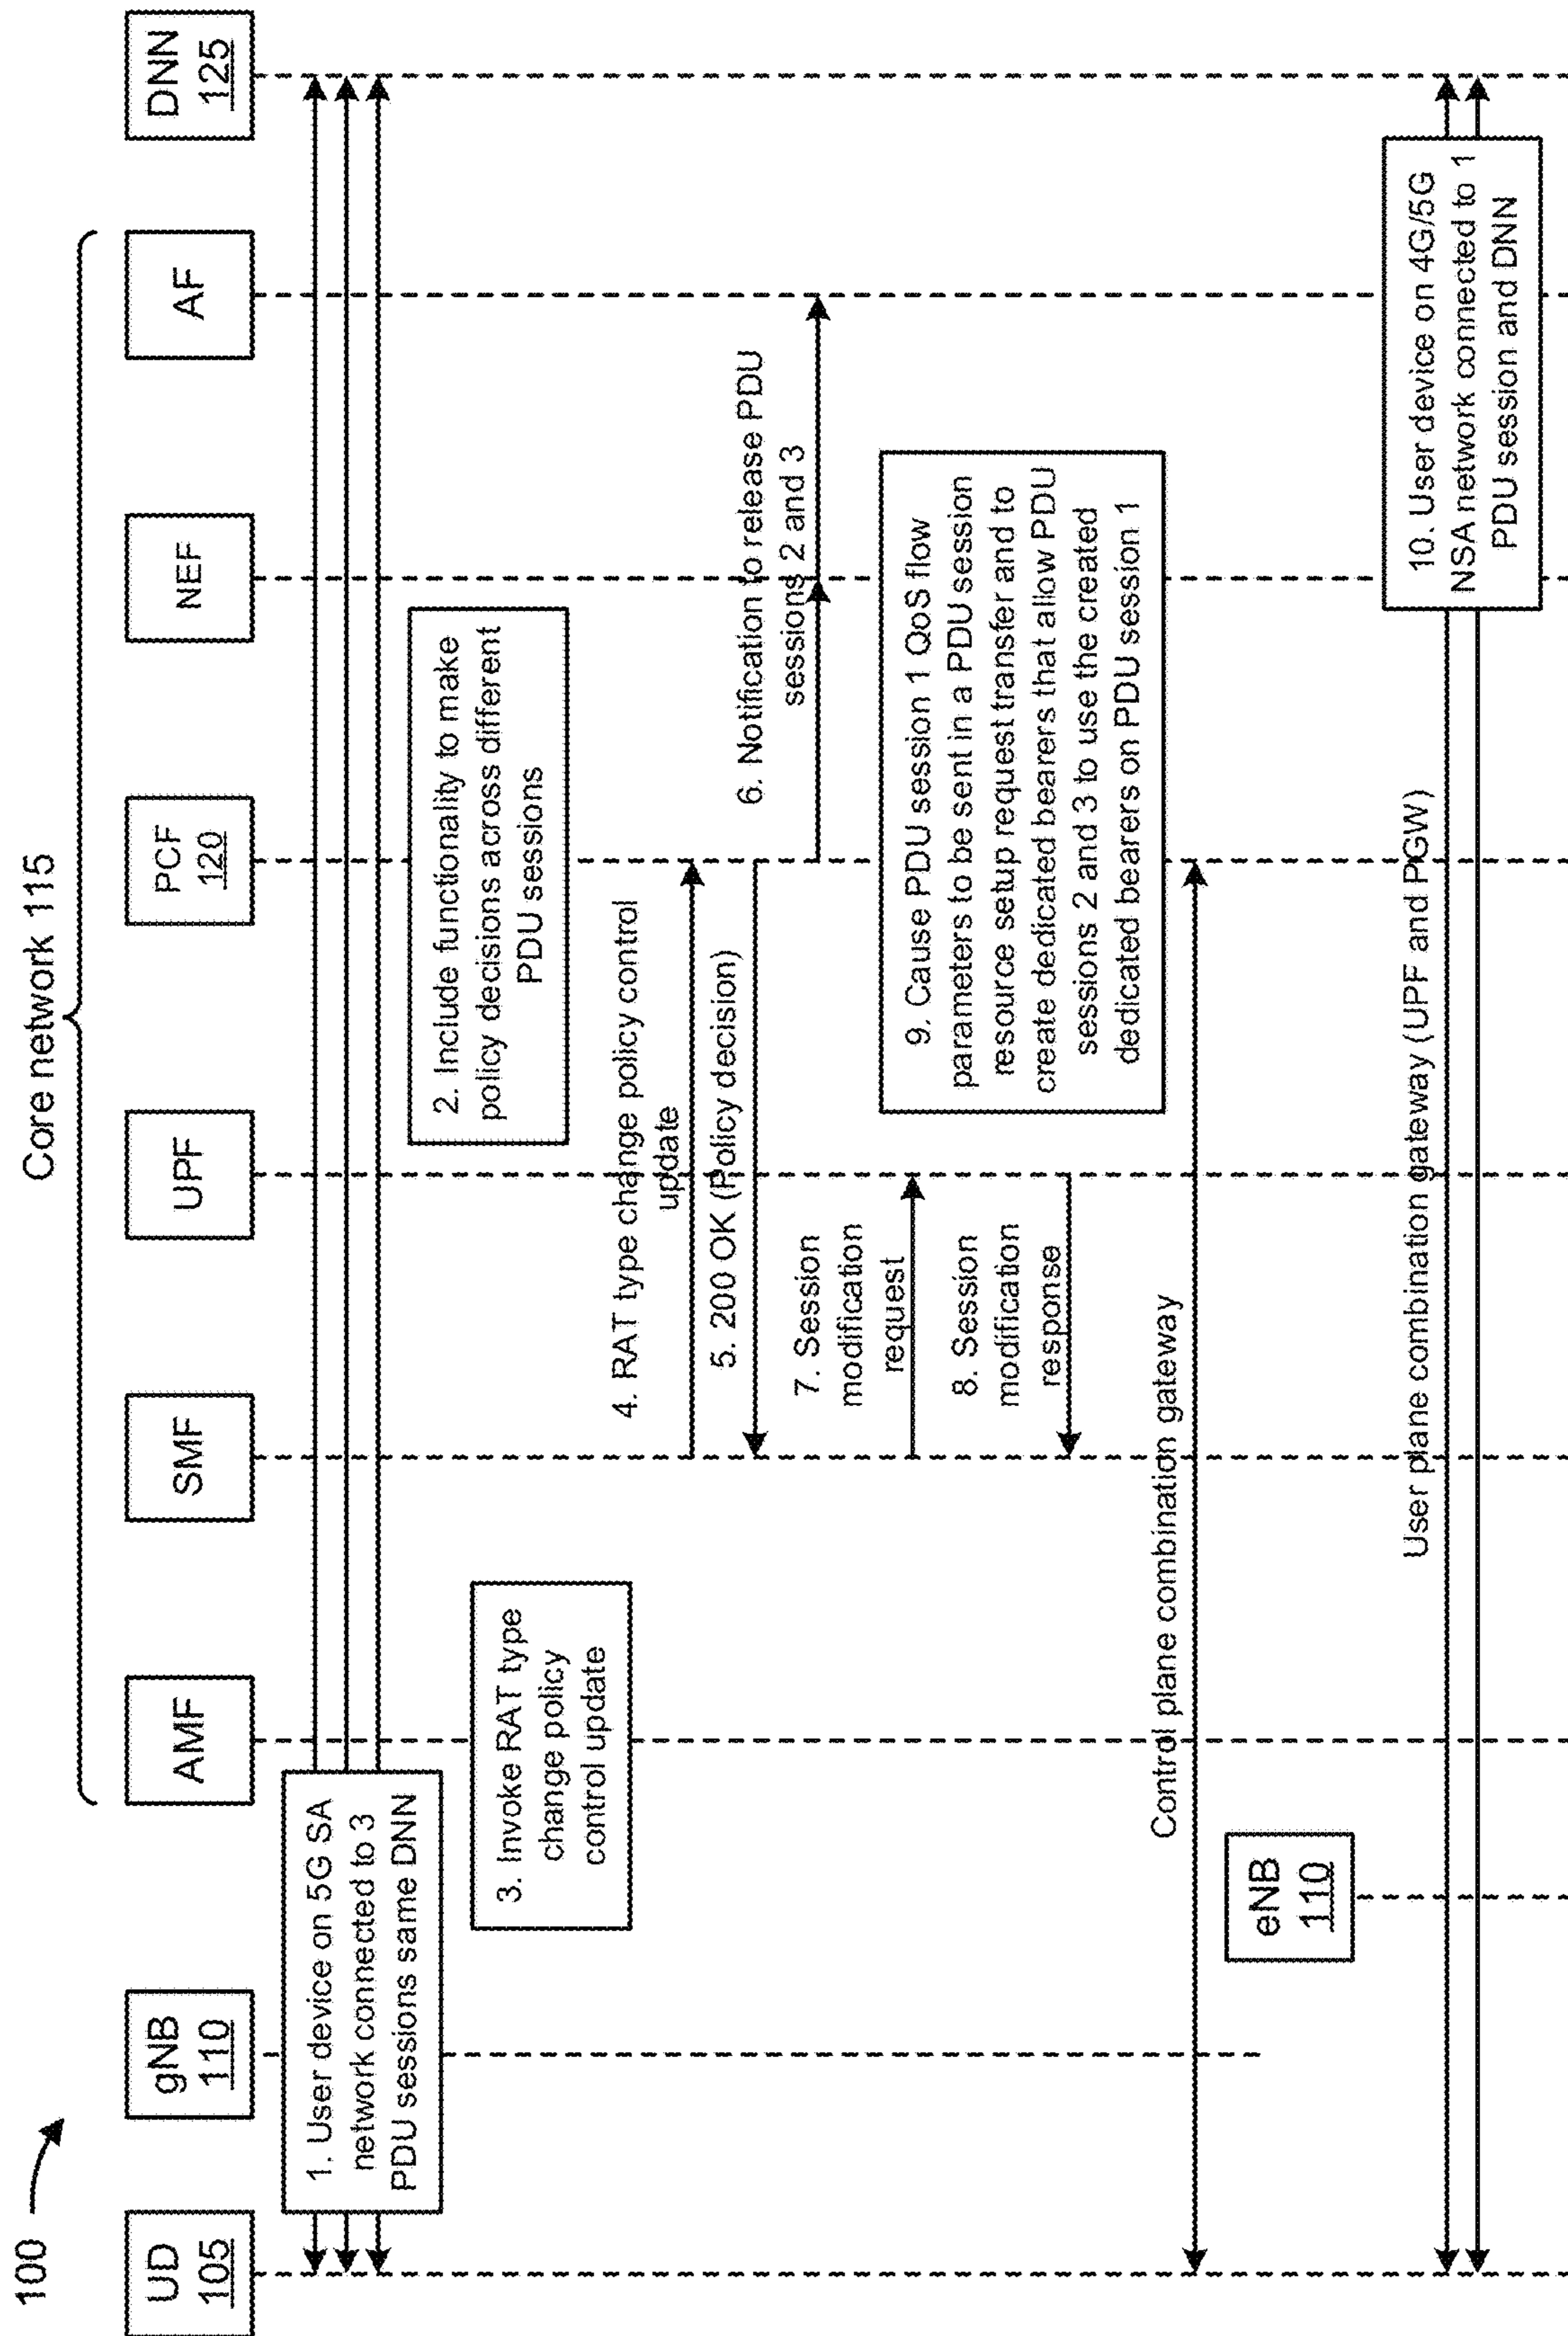 100
Core network 115
UD
105
gNB
110
AMF
SMF
UPF
PCF
120
NEF
AF
DNN
125
1. User device on 5G SA
network connected to 3
PDU sessions same DNN
2. Include functionality to make
policy decisions across different
PDU sessions
3. Invoke RAT type
change policy
control update
4. RAT type change policy control
update
5. 200 OK (Policy decision)
6. Notification to release PDU
sessions 2 and 3
7. Session
modification
request
8. Session
modification
response
9. Cause PDU session 1 QoS flow
parameters to be sent in a PDU session
resource setup request transfer and to
create dedicated bearers that allow PDU
sessions 2 and 3 to use the created
dedicated bearers on PDU session 1
Control plane combination gateway
eNB
110
User plane combination gateway (UPF and PGW)
10. User device on 4G/5G
NSA network connected to 1
PDU session and DNN